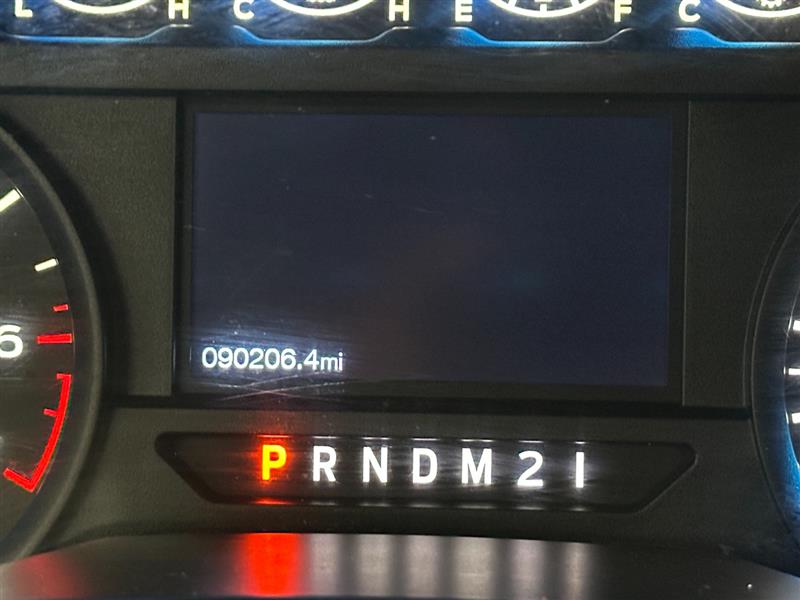 L H C H E F C
6
090206.4mi
P R N D M 2 1